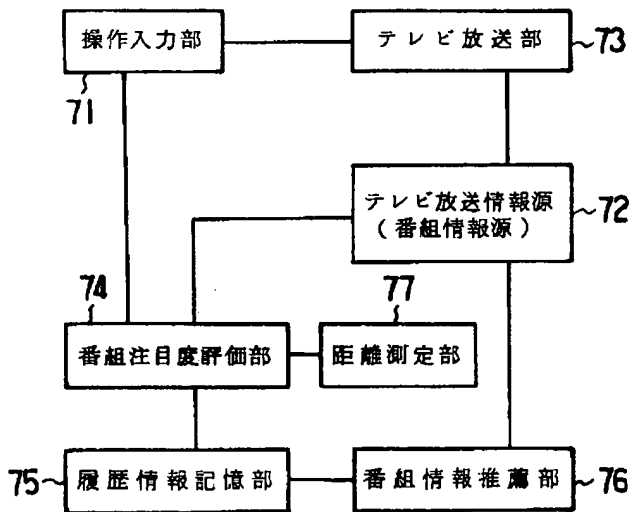 操作入力部
71
テレビ放送部
73
テレビ放送情報源
(番組情報源)
72
74
番組注目度評価部
77
距離測定部
75
履歴情報記憶部
番組情報推薦部
76